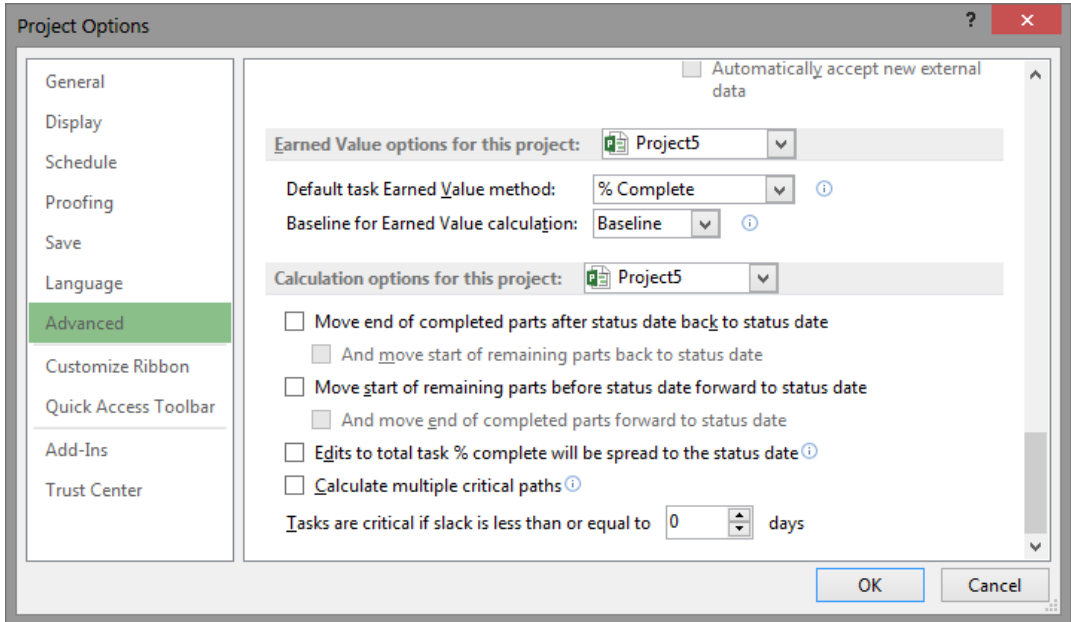 Project Options
?
General
Display
Schedule
Proofing
Save
Language
Advanced
Customize Ribbon
Quick Access Toolbar
Add-Ins
Trust Center
Automatically accept new external
data
Earned Value options for this project: Project5
Default task Earned Value method: % Complete
Baseline for Earned Value calculation: Baseline
Calculation options for this project: Project5
Move end of completed parts after status date back to status date
And move start of remaining parts back to status date
Move start of remaining parts before status date forward to status date
And move end of completed parts forward to status date
Edits to total task % complete will be spread to the status date
Calculate multiple critical paths
Tasks are critical if slack is less than or equal to 0 days
OK Cancel